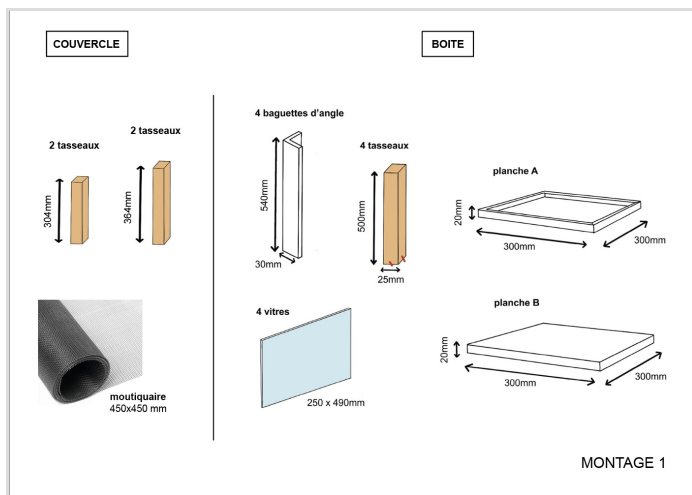 COUVERCLE
BOITE
2 tasseaux
2 tasseaux
304mm
364mm
moutiquaire
450x450 mm
4 baguettes d'angle
540mm
30mm
4 tasseaux
500mm
25mm
planche A
20mm
300mm
300mm
4 vitres
250 x 490mm
planche B
20mm
300mm
300mm
MONTAGE 1